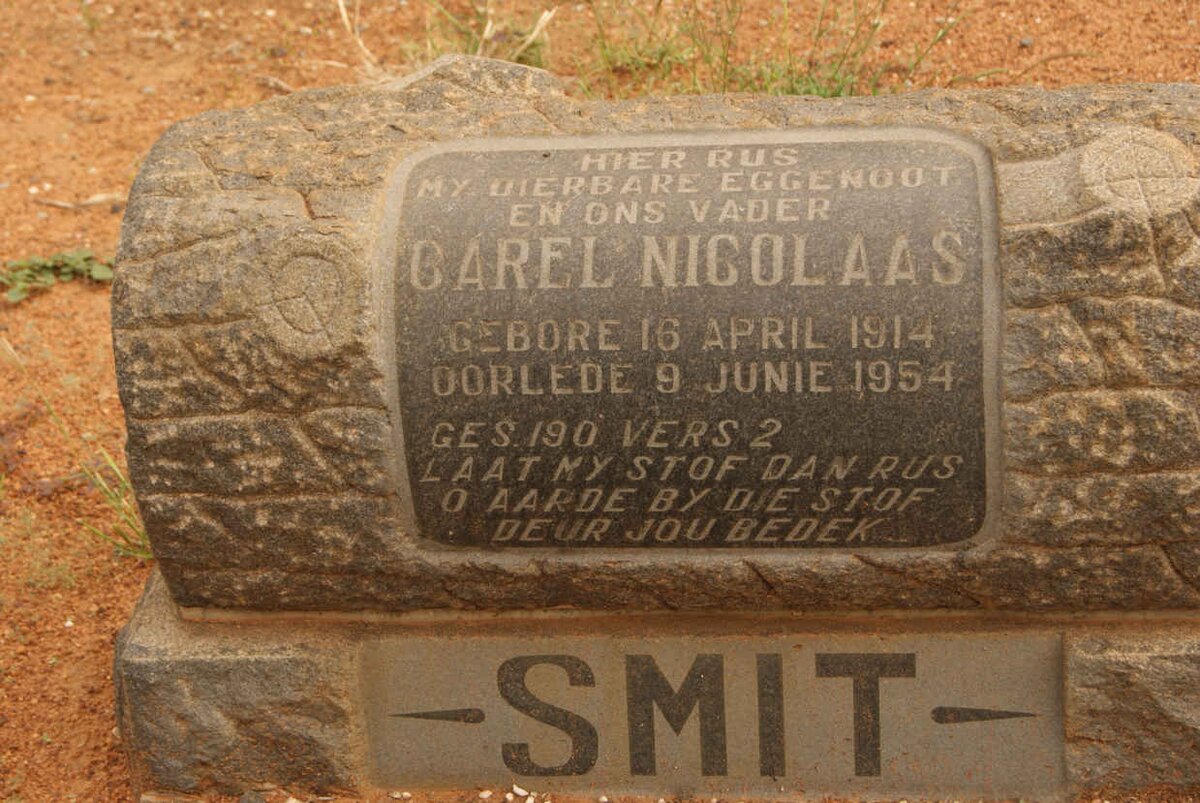 HIER RUS
MY DIERBARE EGGENOOT
EN ONS VADER
CAREL NICOLAAS
GEBORE 16 APRIL 1914
OORLEDE 9 JUNIE 1954
GES. 190 VERS 2
LAAT MY STOF DAN RUS
O AARDE BY DIE STOF
DEUR JOU BEDEK
SMIT